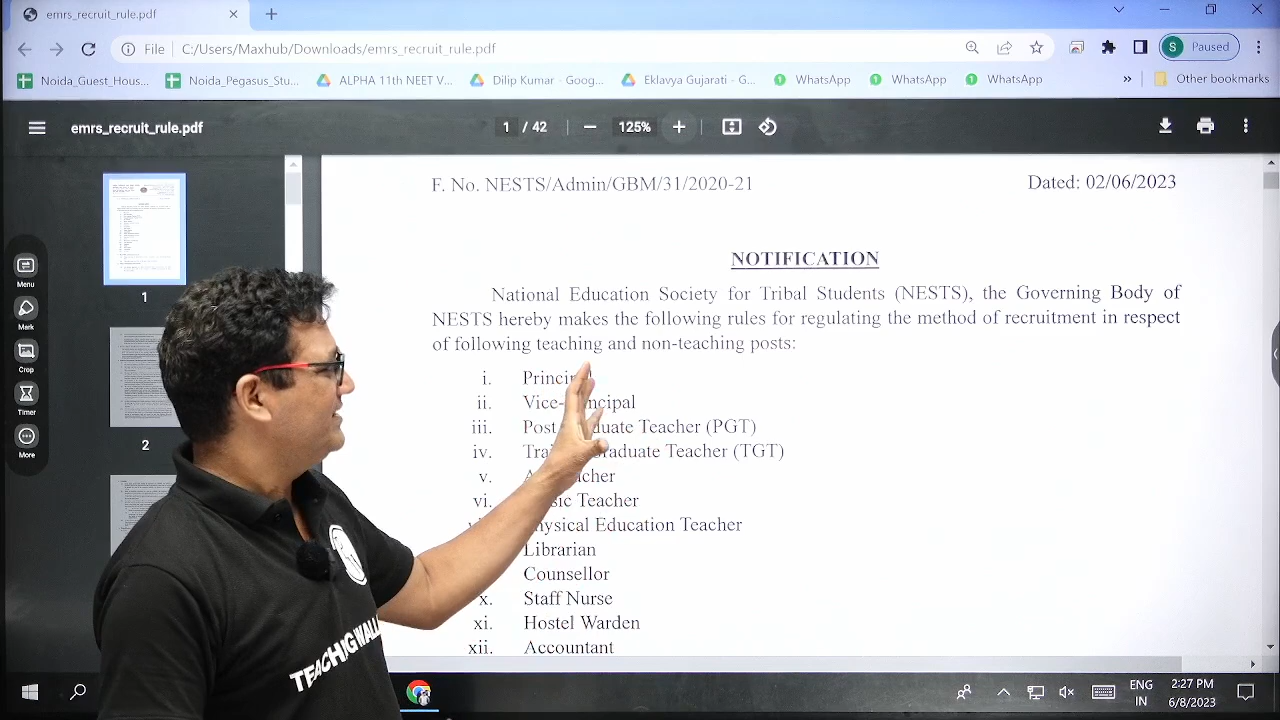 emrs_recruit_rule.pdf
File
C:/Users/Maxhub/Downloads/emrs_recruit_rule.pdf
S Paused
Noida_Guest_Hous...
Noida_Pegasus_Stu...
ALPHA 11th NEET V...
Dilip Kumar - Goog...
Eklavya Gujarati - G...
1 WhatsApp
1 WhatsApp
1 WhatsApp
»
Other bookmarks
emrs_recruit_rule.pdf
1 / 42
125%
F. No. NESTS/Admin/GBM/31/2020-21
Dated: 02/06/2023
NOTIFICATION
National Education Society for Tribal Students (NESTS), the Governing Body of
NESTS hereby makes the following rules for regulating the method of recruitment in respect
of following teaching and non-teaching posts:
i.
ii.
iii. Teacher (PGT)
iv. Teacher (TGT)
v.
vi. Teacher
Education Teacher
Librarian
Counsellor
x. Staff Nurse
xi. Hostel Warden
xii. Accountant
1
2
Menu
Mark
Crop
Timer
More
ENG
IN
2:27 PM
6/8/2023